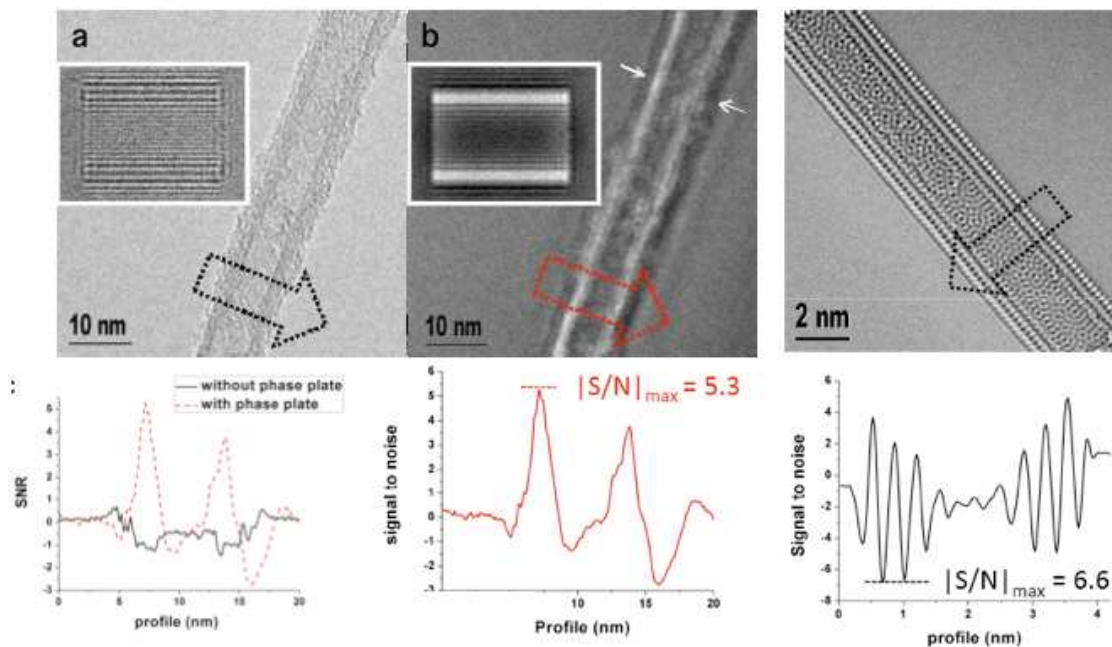 a
b
10 nm
10 nm
2 nm
without phase plate
with phase plate
SNR
5
4
3
2
1
0
-1
-2
-3
0
5
10
15
20
profile (nm)
|S/N|max = 5.3
signal to noise
6
5
4
3
2
1
0
-1
-2
-3
10
15
20
Profile (nm)
Signal to noise
6
4
2
0
-2
-4
-6
-8
|S/N|max = 6.6
0
1
2
3
4
profile (nm)